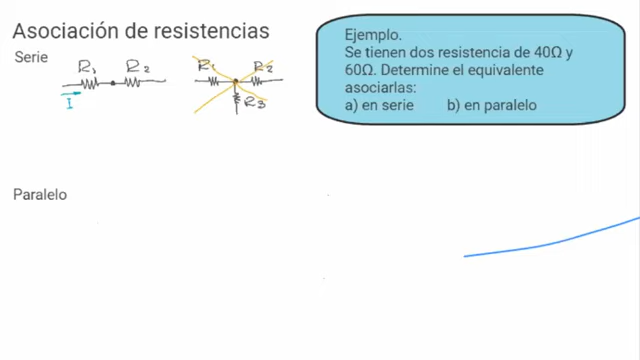 Asociación de resistencias
Serie
R1 R2
I
R1 R2
R3
Paralelo
Ejemplo.
Se tienen dos resistencia de 40Ω y
60Ω. Determine el equivalente
asociarlas:
a) en serie b) en paralelo